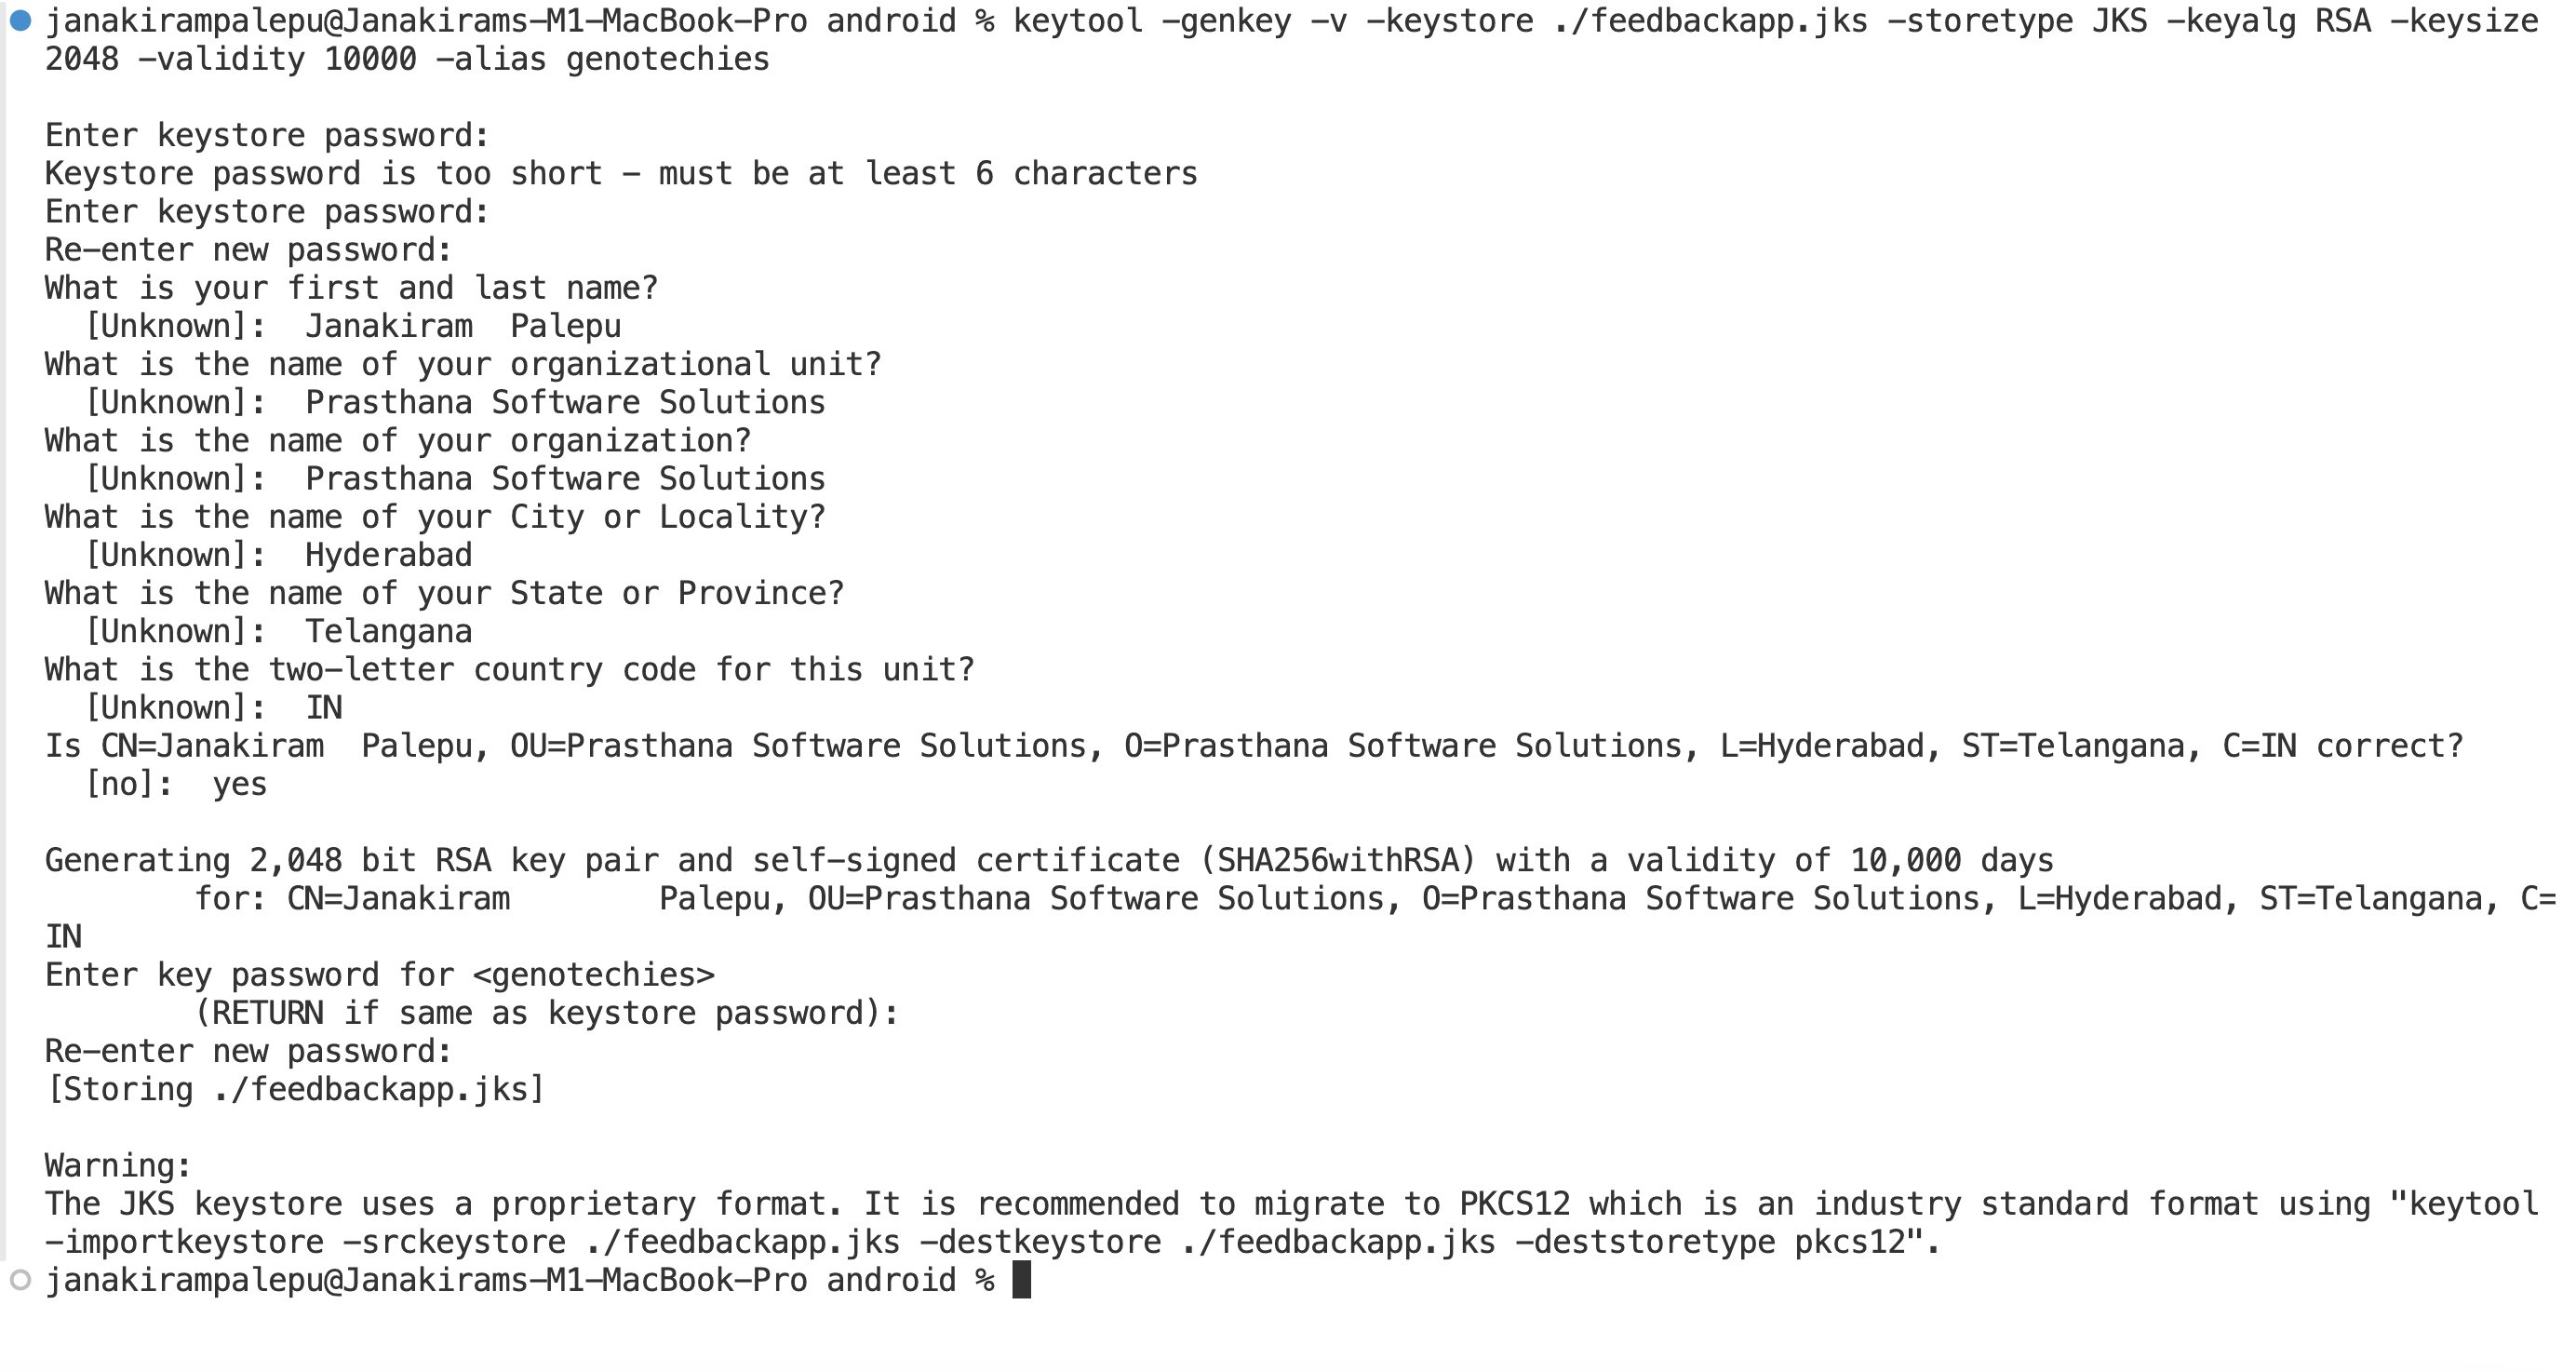 janakirampalepu@Janakirams-M1-MacBook-Pro android % keytool -genkey -v -keystore ./feedbackapp.jks -storetype JKS -keyalg RSA -keysize
2048 -validity 10000 -alias genotechies
Enter keystore password:
Keystore password is too short - must be at least 6 characters
Enter keystore password:
Re-enter new password:
What is your first and last name?
[Unknown]:  Janakiram  Palepu
What is the name of your organizational unit?
[Unknown]:  Prasthana Software Solutions
What is the name of your organization?
[Unknown]:  Prasthana Software Solutions
What is the name of your City or Locality?
[Unknown]:  Hyderabad
What is the name of your State or Province?
[Unknown]:  Telangana
What is the two-letter country code for this unit?
[Unknown]:  IN
Is CN=Janakiram  Palepu, OU=Prasthana Software Solutions, O=Prasthana Software Solutions, L=Hyderabad, ST=Telangana, C=IN correct?
[no]:  yes
Generating 2,048 bit RSA key pair and self-signed certificate (SHA256withRSA) with a validity of 10,000 days
for: CN=Janakiram        Palepu, OU=Prasthana Software Solutions, O=Prasthana Software Solutions, L=Hyderabad, ST=Telangana, C=
IN
Enter key password for <genotechies>
(RETURN if same as keystore password):
Re-enter new password:
[Storing ./feedbackapp.jks]
Warning:
The JKS keystore uses a proprietary format. It is recommended to migrate to PKCS12 which is an industry standard format using "keytool
-importkeystore -srckeystore ./feedbackapp.jks -destkeystore ./feedbackapp.jks -deststoretype pkcs12".
janakirampalepu@Janakirams-M1-MacBook-Pro android %